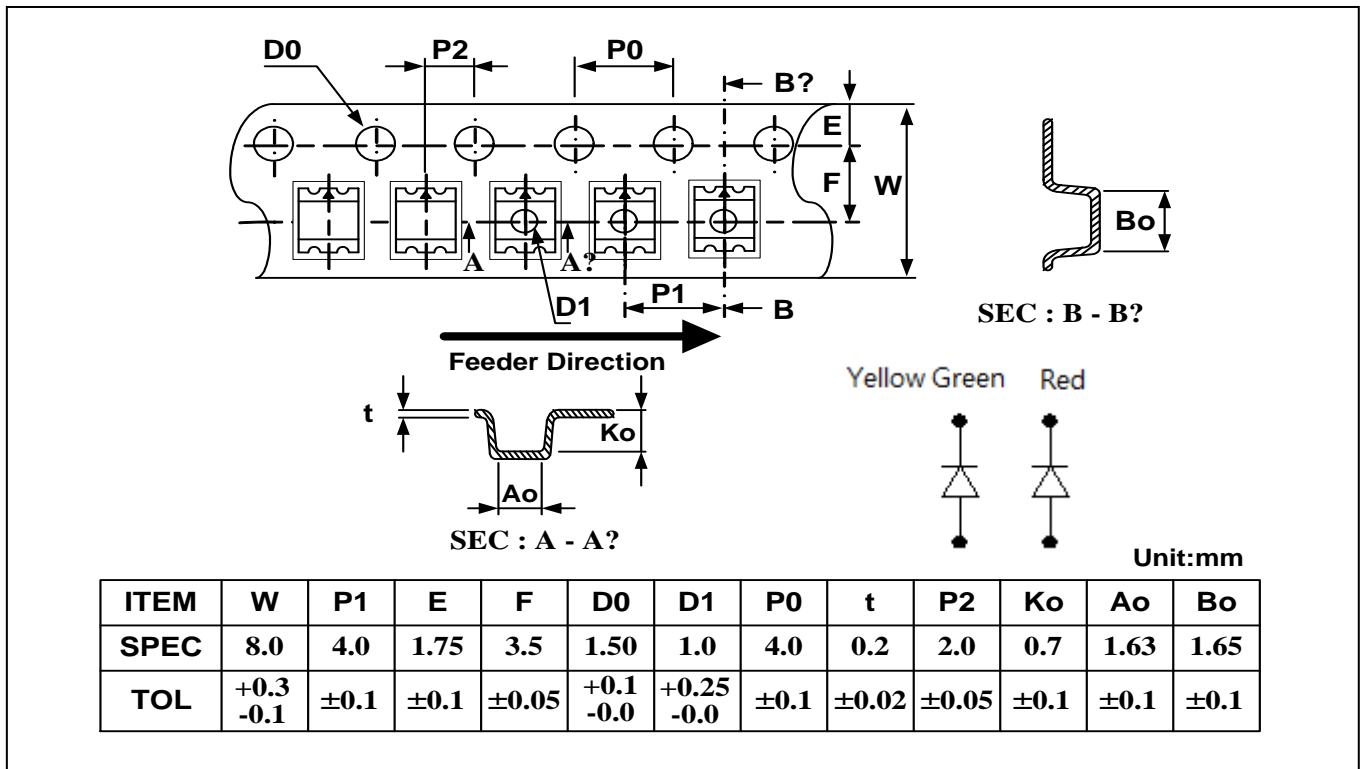 D0 P2 P0 B?
E
F W
A A?
P1
D1 B
Bo
SEC : B - B?
Feeder Direction
Yellow Green Red
t
Ko
Ao
SEC : A - A?
Unit:mm
ITEM W P1 E F D0 D1 P0 t P2 Ko Ao Bo
SPEC 8.0 4.0 1.75 3.5 1.50 1.0 4.0 0.2 2.0 0.7 1.63 1.65
TOL +0.3 -0.1 ±0.1 ±0.1 ±0.05 +0.1 -0.0 +0.25 -0.0 ±0.1 ±0.02 ±0.05 ±0.1 ±0.1 ±0.1